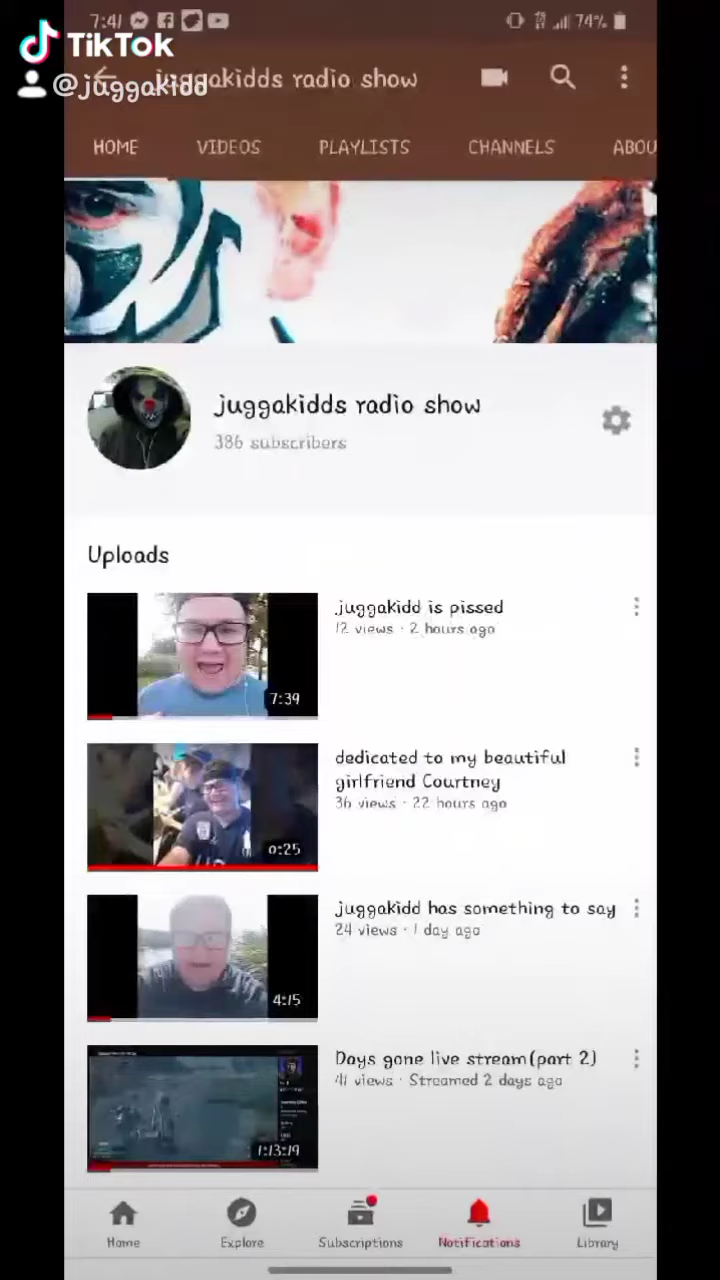 7:41
74%
TikTok
@juggakidd
juggakidds radio show
HOME VIDEOS PLAYLISTS CHANNELS ABOU
juggakidds radio show
386 subscribers
Uploads
juggakidd is pissed
12 views · 2 hours ago
7:39
dedicated to my beautiful
girlfriend Courtney
36 views · 22 hours ago
0:25
juggakidd has something to say
24 views · 1 day ago
4:15
Days gone live stream(part 2)
41 views · Streamed 2 days ago
1:13:19
Home Explore Subscriptions Notifications Library